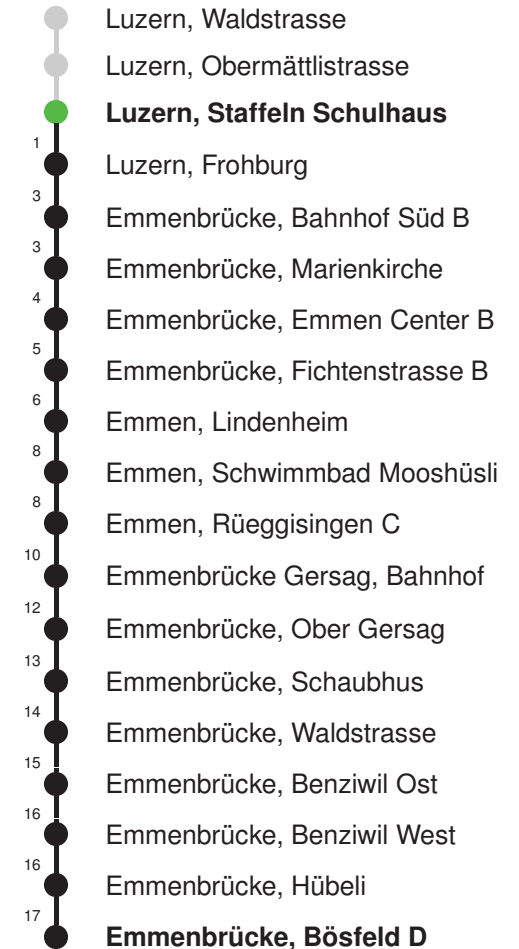 Luzern, Waldstrasse
Luzern, Obermättlistrasse
Luzern, Staffeln Schulhaus
1 Luzern, Frohburg
3 Emmenbrücke, Bahnhof Süd B
3 Emmenbrücke, Marienkirche
4 Emmenbrücke, Emmen Center B
5 Emmenbrücke, Fichtenstrasse B
6 Emmen, Lindenheim
8 Emmen, Schwimmbad Mooshüsli
8 Emmen, Rüeggisingen C
10 Emmenbrücke Gersag, Bahnhof
12 Emmenbrücke, Ober Gersag
13 Emmenbrücke, Schaubhus
14 Emmenbrücke, Waldstrasse
15 Emmenbrücke, Benziwil Ost
16 Emmenbrücke, Benziwil West
16 Emmenbrücke, Hübeli
17 Emmenbrücke, Bösfeld D